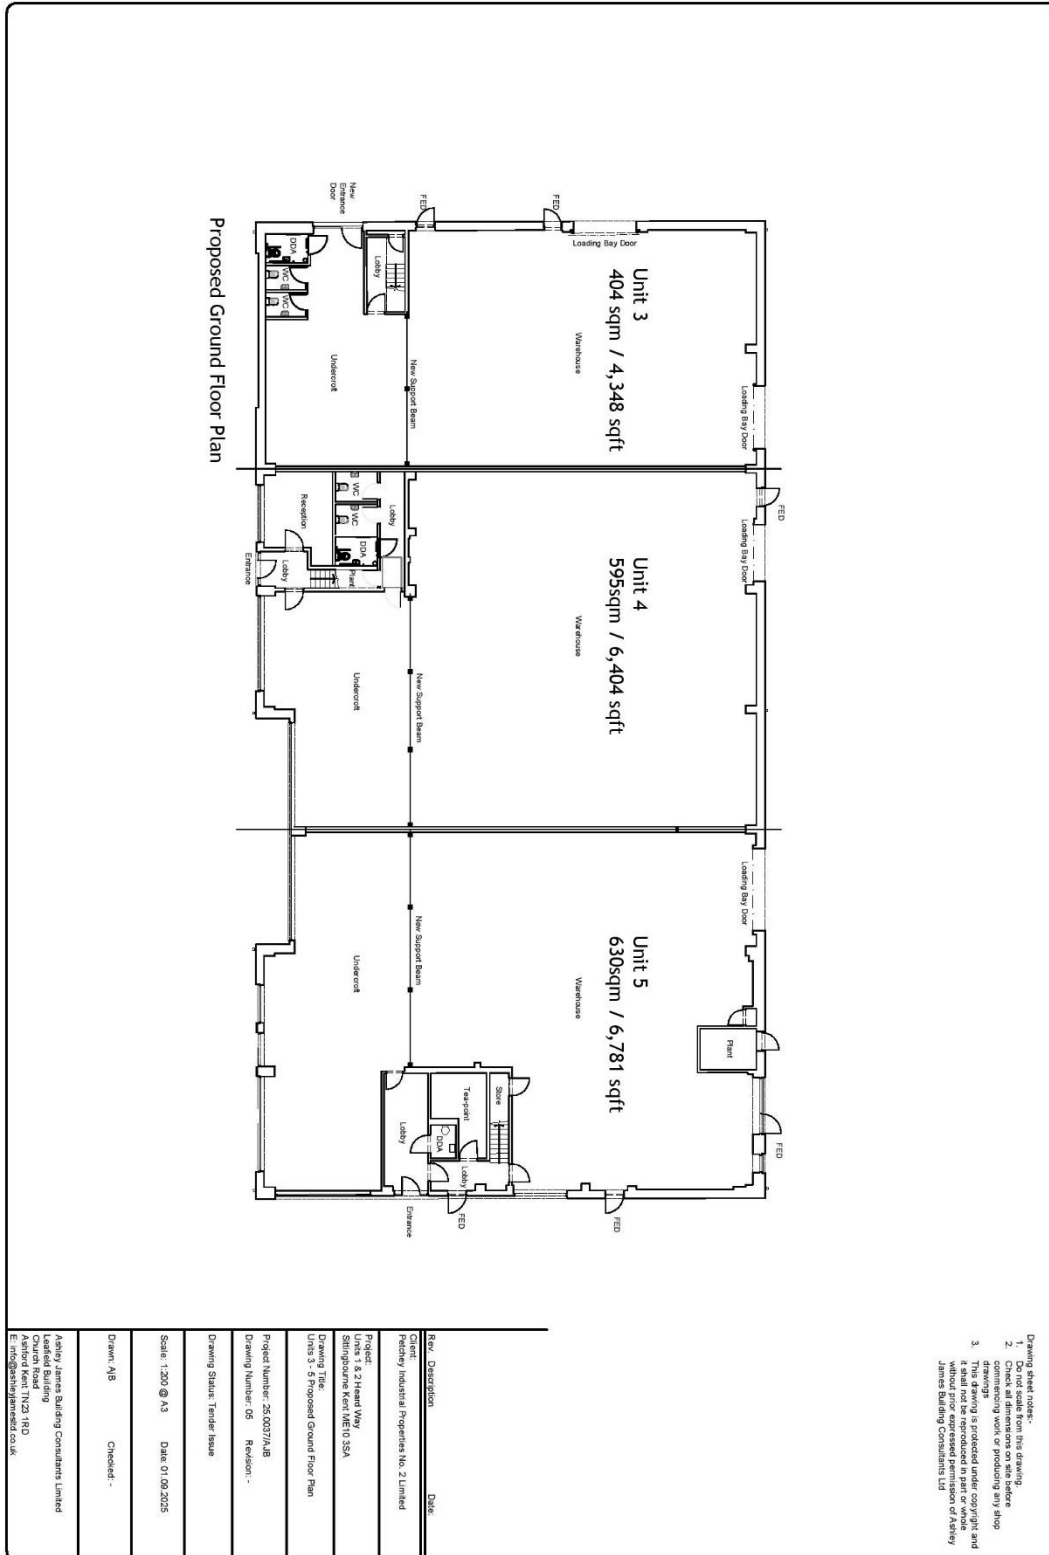 Drawing sheet notes:-
1. Do not scale from this drawing.
2. Check all dimensions on site before
commencing work or producing any shop
drawings
3. This drawing is protected under copyright and
it shall not be reproduced in part or whole
without prior expressed permission of Ashley
James Building Consultants Ltd
FED
FED
New
Entrance
Door
Loading Bay Door
Unit 3
404 sqm / 4,348 sqft
Warehouse
Loading Bay Door
Lobby
DDA
WC
WC
Undercroft
New Support Beam
FED
Loading Bay Door
Unit 4
595sqm / 6,404 sqft
Warehouse
WC
WC
DDA
Lobby
Reception
Plant
Lobby
Entrance
Undercroft
New Support Beam
Loading Bay Door
Unit 5
630sqm / 6,781 sqft
Warehouse
Plant
FED
New Support Beam
Undercroft
Store
Tea-point
DDA
Lobby
Lobby
Entrance
FED
FED
Proposed Ground Floor Plan
Rev. Description Date:
Client:
Petchey Industrial Properties No. 2 Limited
Project:
Units 1 & 2 Heard Way
Sittingbourne Kent ME10 3SA
Drawing Title:
Units 3 - 5 Proposed Ground Floor Plan
Project Number: 25.0037/AJB
Drawing Number: 05 Revision: -
Drawing Status: Tender Issue
Scale: 1:200 @ A3 Date: 01.09.2025
Drawn: AJB Checked: -
Ashley James Building Consultants Limited
Leafield Building
Church Road
Ashford Kent TN23 1RD
E: info@ashleyjamesltd.co.uk